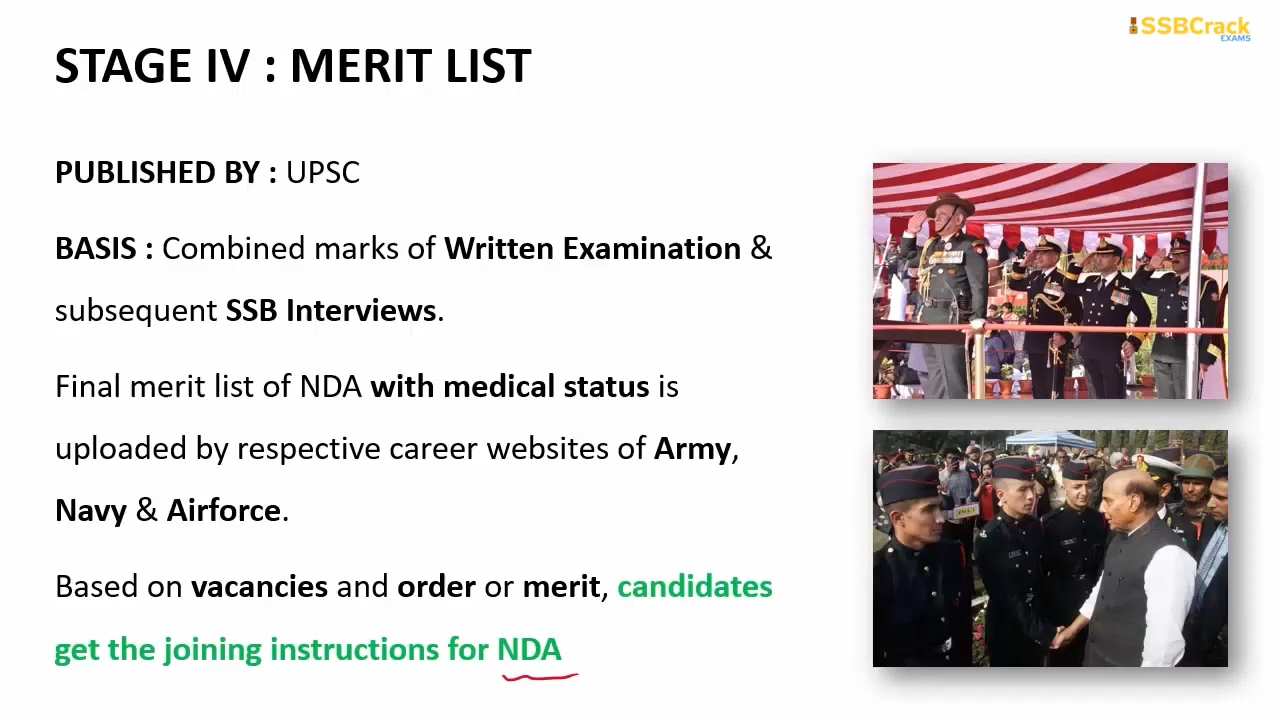 SSBCrack
EXAMS
STAGE IV : MERIT LIST
PUBLISHED BY : UPSC
BASIS : Combined marks of Written Examination &
subsequent SSB Interviews.
Final merit list of NDA with medical status is
uploaded by respective career websites of Army,
Navy & Airforce.
Based on vacancies and order or merit, candidates
get the joining instructions for NDA